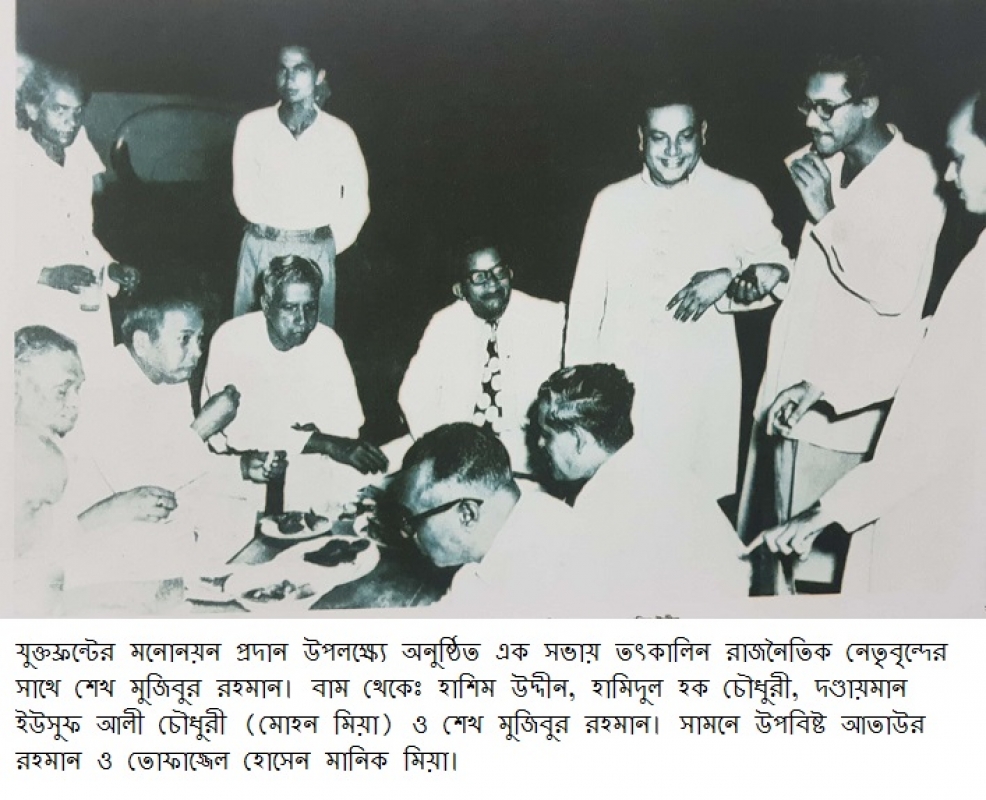 যুক্তফ্রন্টের মনোনয়ন প্রদান উপলক্ষ্যে অনুষ্ঠিত এক সভায় তৎকালিন রাজনৈতিক নেতৃবৃন্দের
সাথে শেখ মুজিবুর রহমান। বাম থেকেঃ হাশিম উদ্দীন, হামিদুল হক চৌধুরী, দণ্ডায়মান
ইউসুফ আলী চৌধুরী (মোহন মিয়া) ও শেখ মুজিবুর রহমান। সামনে উপবিষ্ট আতাউর
রহমান ও তোফাজ্জেল হোসেন মানিক মিয়া।